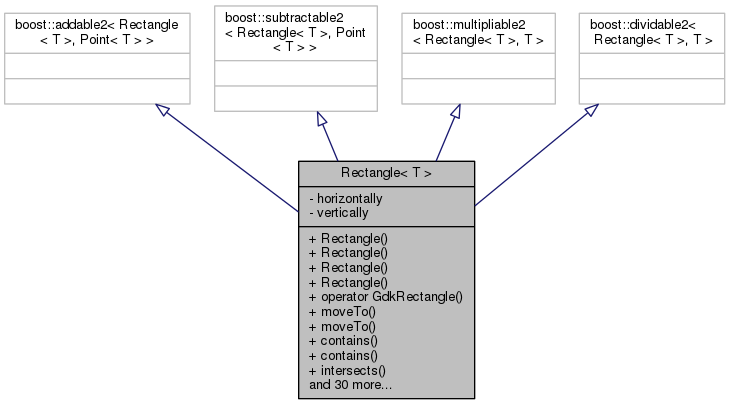 boost::addable2< Rectangle
< T >, Point< T > >
boost::subtractable2
< Rectangle< T >, Point
< T > >
boost::multipliable2
< Rectangle< T >, T >
boost::dividable2<
Rectangle< T >, T >
Rectangle< T >
- horizontally
- vertically
+ Rectangle()
+ Rectangle()
+ Rectangle()
+ Rectangle()
+ operator GdkRectangle()
+ moveTo()
+ moveTo()
+ contains()
+ contains()
+ intersects()
and 30 more...